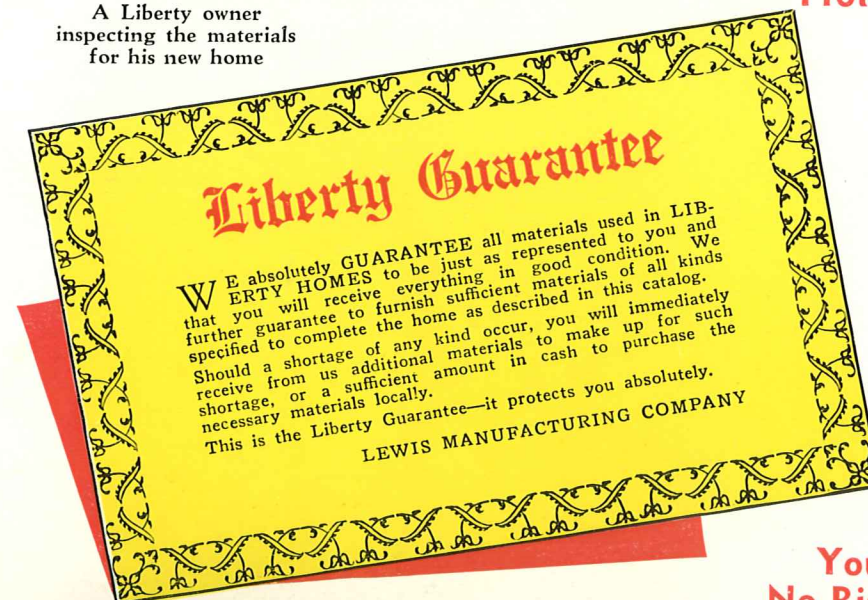 A Liberty owner
inspecting the materials
for his new home
Liberty Guarantee
WE absolutely GUARANTEE all materials used in LIB-
ERTY HOMES to be just as represented to you and
that you will receive everything in good condition. We
further guarantee to furnish sufficient materials of all kinds
specified to complete the home as described in this catalog.
Should a shortage of any kind occur, you will immediately
receive from us additional materials to make up for such
shortage, or a sufficient amount in cash to purchase the
necessary materials locally.
This is the Liberty Guarantee—it protects you absolutely.
LEWIS MANUFACTURING COMPANY
No